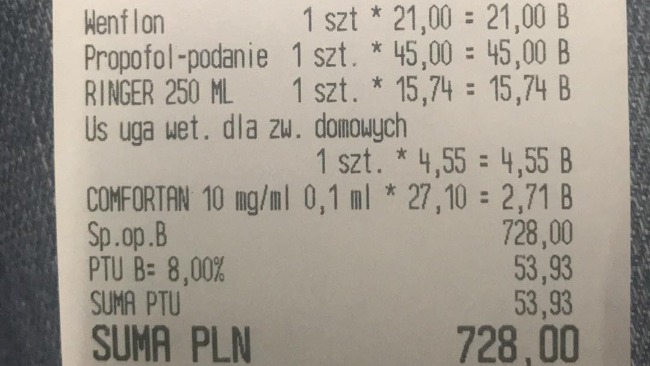 Wenflon 1 szt * 21,00 = 21,00 B
Propofol-podanie 1 szt. * 45,00 = 45,00 B
RINGER 250 ML 1 szt. * 15,74 = 15,74 B
Us uga wet. dla zw. domowych
1 szt. * 4,55 = 4,55 B
COMFORTAN 10 mg/ml 0,1 ml * 27,10 = 2,71 B
Sp.op.B 728,00
PTU B= 8,00% 53,93
SUMA PTU 53,93
SUMA PLN 728,00